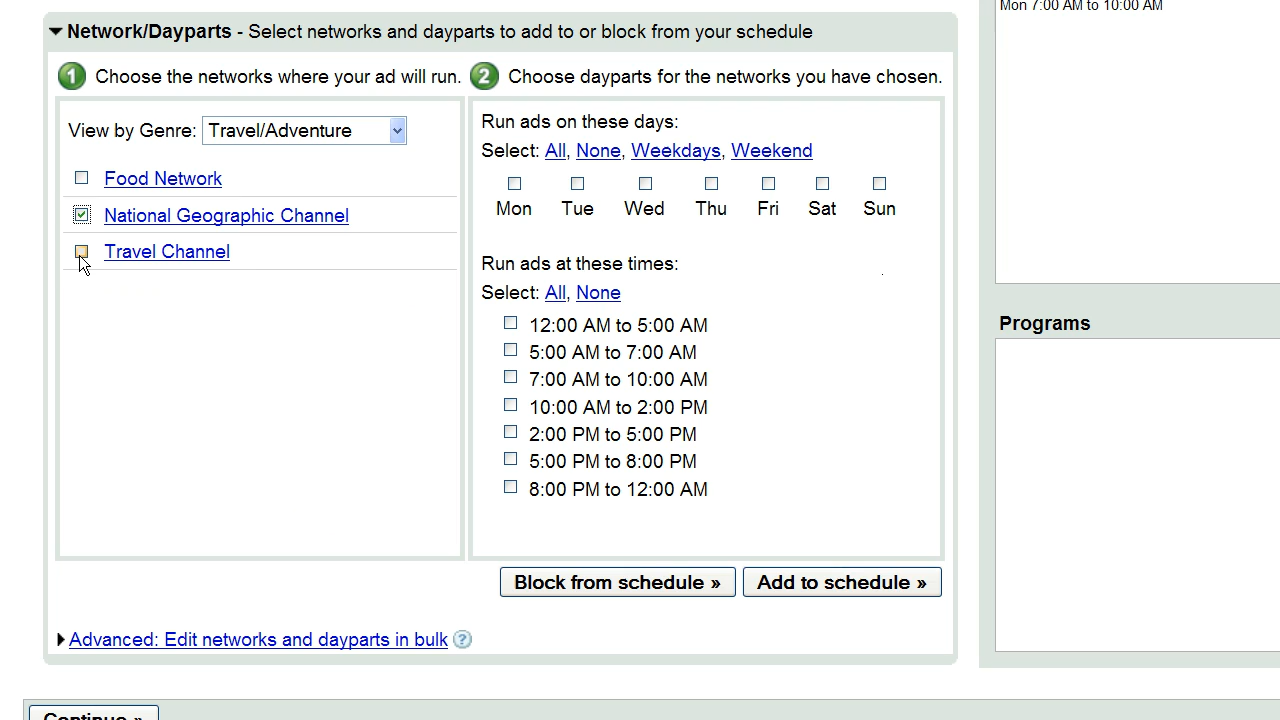 Network/Dayparts - Select networks and dayparts to add to or block from your schedule
1 Choose the networks where your ad will run.
View by Genre: Travel/Adventure
Food Network
National Geographic Channel
Travel Channel
2 Choose dayparts for the networks you have chosen.
Run ads on these days:
Select: All, None, Weekdays, Weekend
Mon Tue Wed Thu Fri Sat Sun
Run ads at these times:
Select: All, None
12:00 AM to 5:00 AM
5:00 AM to 7:00 AM
7:00 AM to 10:00 AM
10:00 AM to 2:00 PM
2:00 PM to 5:00 PM
5:00 PM to 8:00 PM
8:00 PM to 12:00 AM
Block from schedule »
Add to schedule »
Advanced: Edit networks and dayparts in bulk ?
Mon 7:00 AM to 10:00 AM
Programs
Continue »